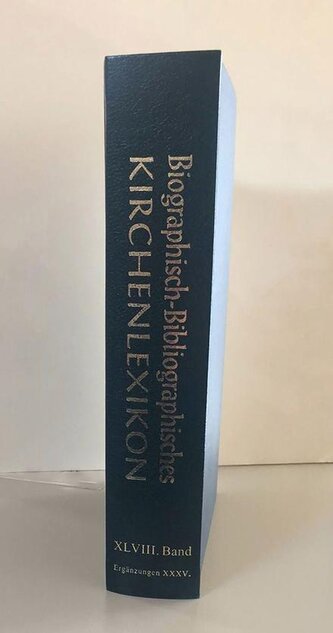 Biographisch-Bibliographisches
KIRCHENLEXIKON
XLVIII. Band
Ergänzungen XXXV.